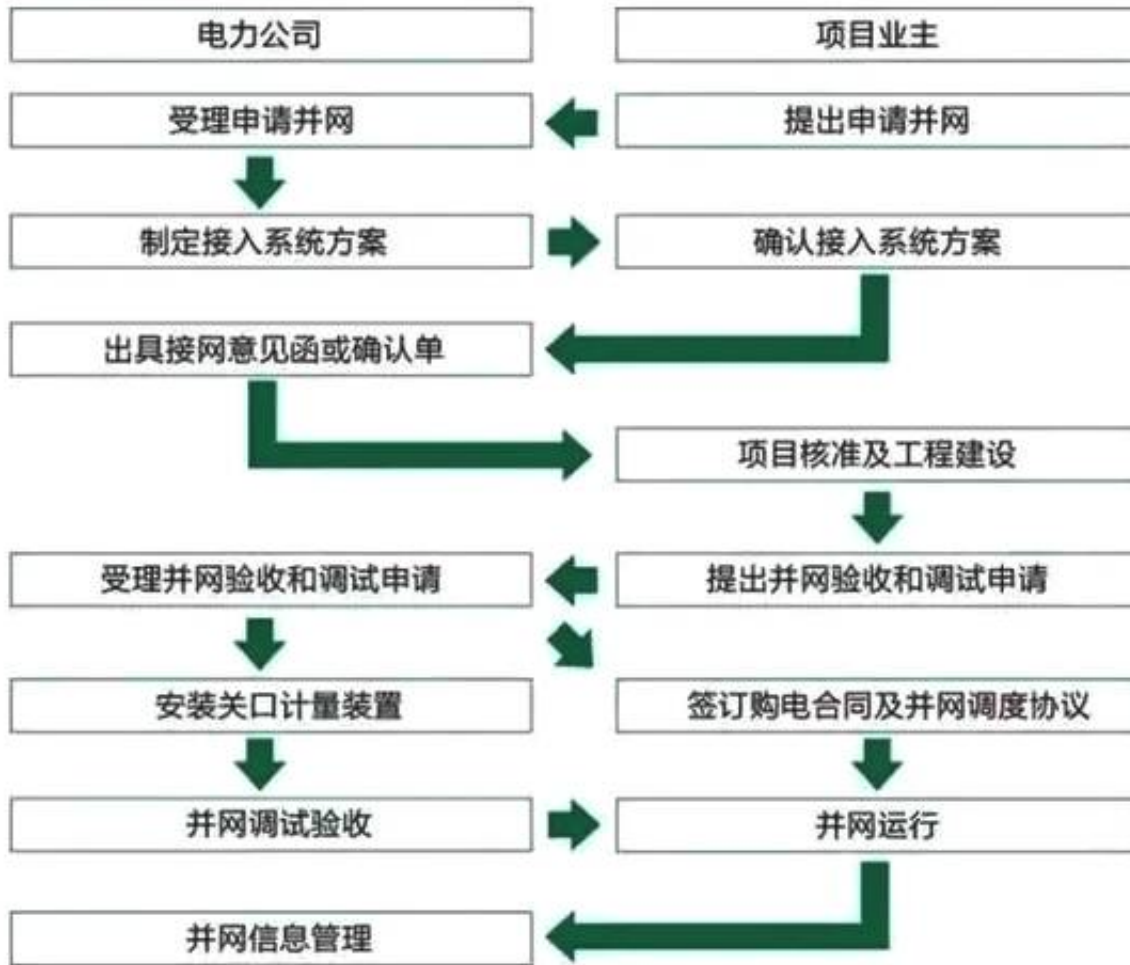 电力公司
项目业主
受理申请并网
提出申请并网
制定接入系统方案
确认接入系统方案
出具接网意见函或确认单
项目核准及工程建设
受理并网验收和调试申请
提出并网验收和调试申请
安装关口计量装置
签订购电合同及并网调度协议
并网调试验收
并网运行
并网信息管理